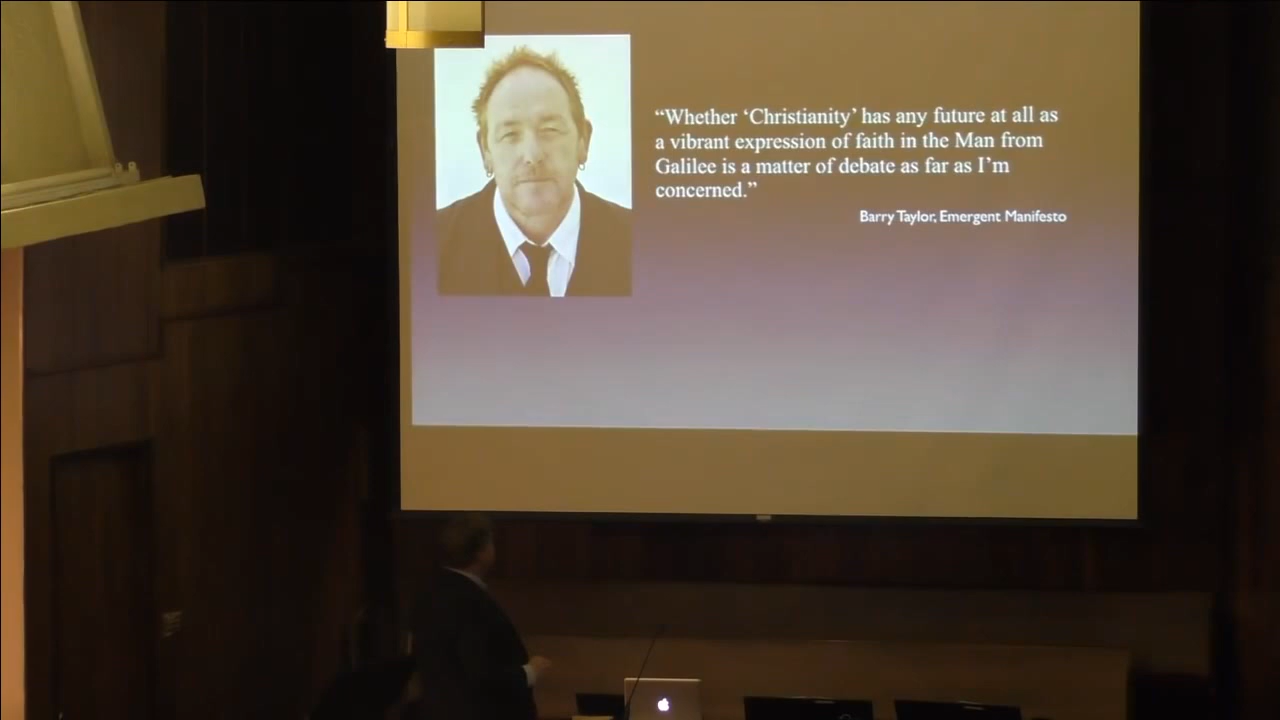 “Whether ‘Christianity’ has any future at all as
a vibrant expression of faith in the Man from
Galilee is a matter of debate as far as I’m
concerned.”
Barry Taylor, Emergent Manifesto